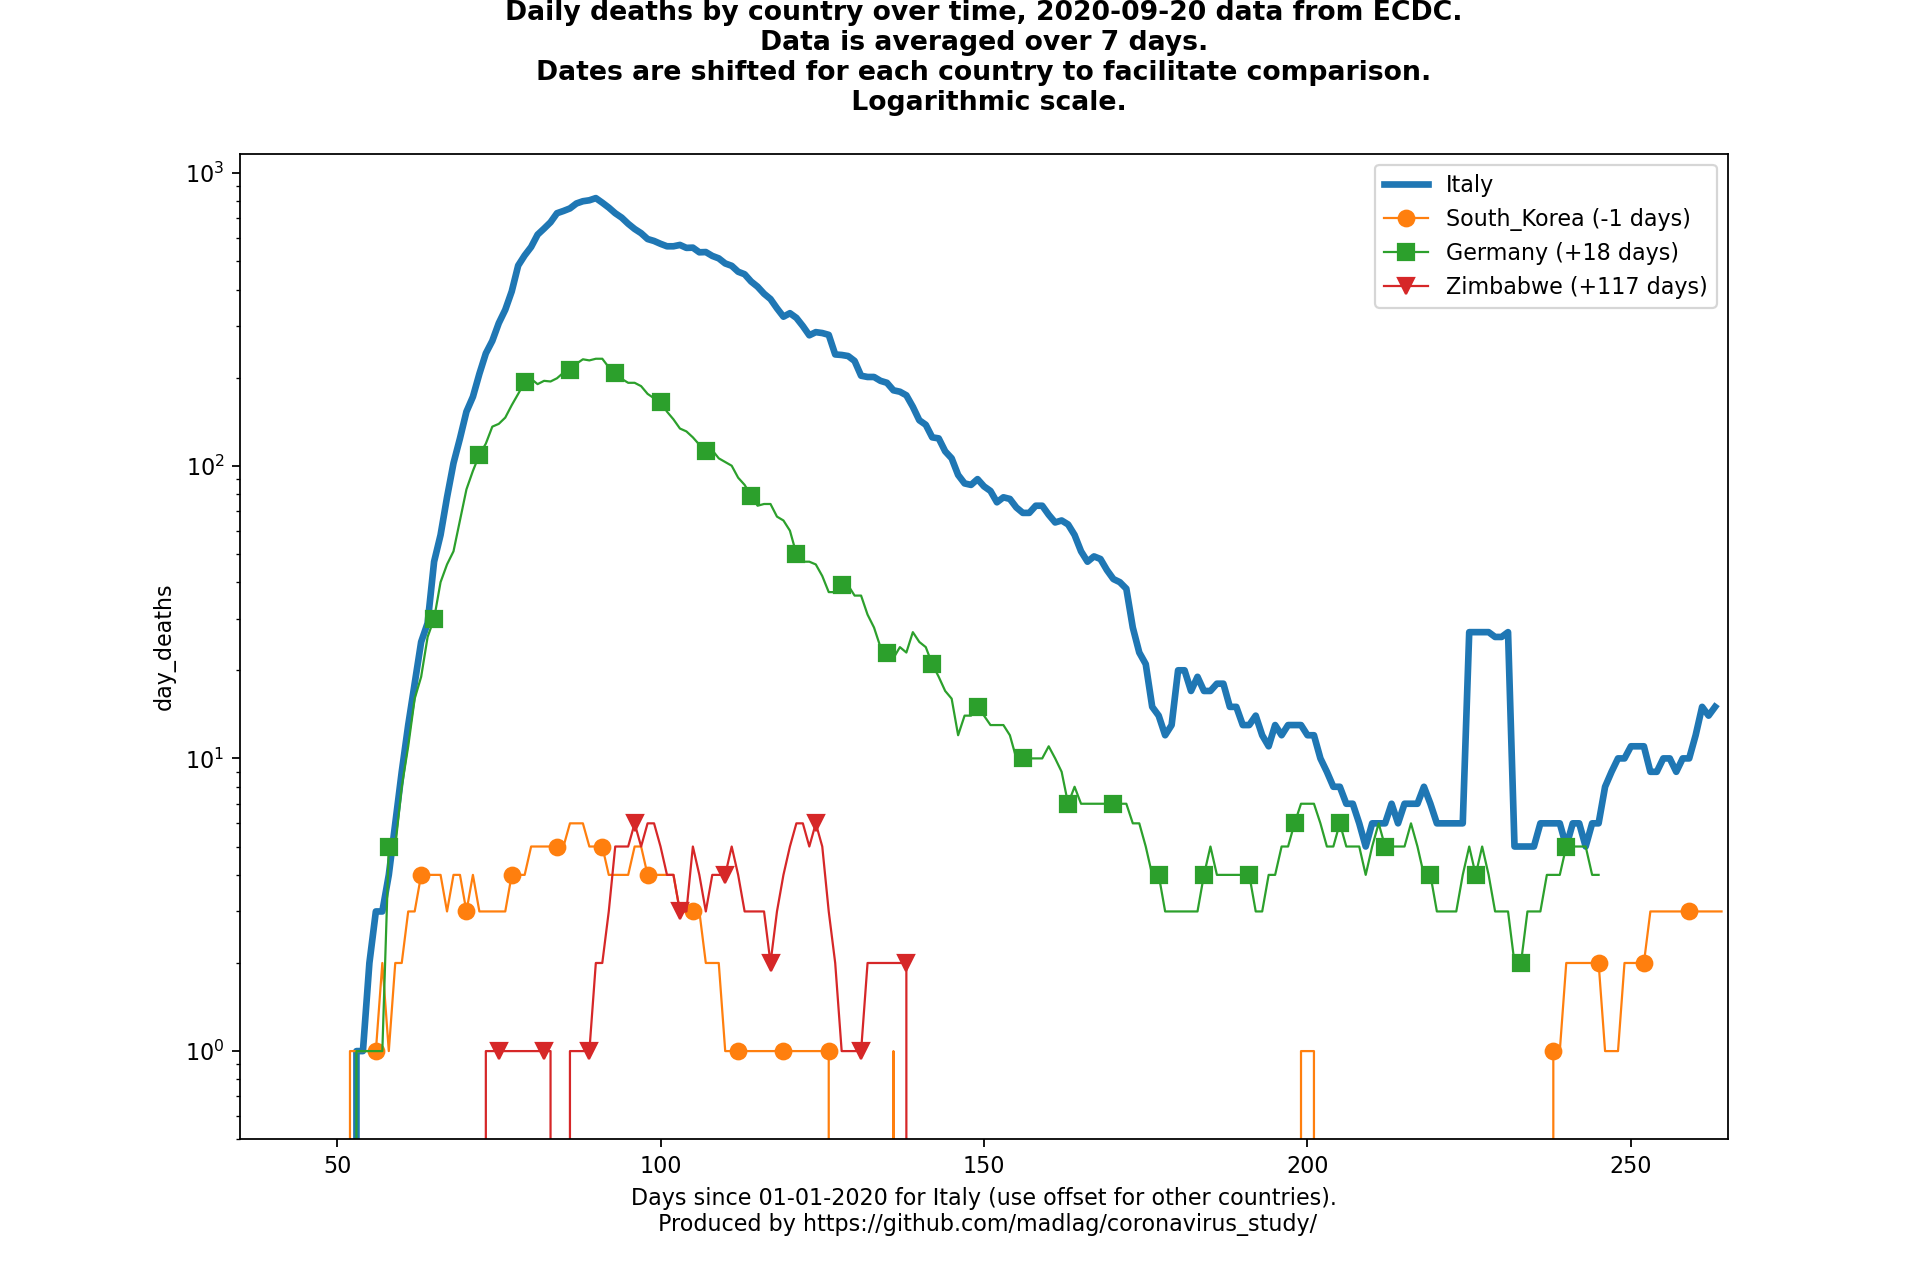 Daily deaths by country over time, 2020-09-20 data from ECDC.
Data is averaged over 7 days.
Dates are shifted for each country to facilitate comparison.
Logarithmic scale.
10³
Italy
South_Korea (-1 days)
Germany (+18 days)
Zimbabwe (+117 days)
10²
day_deaths
10¹
10⁰
50 100 150 200 250
Days since 01-01-2020 for Italy (use offset for other countries).
Produced by https://github.com/madlag/coronavirus_study/